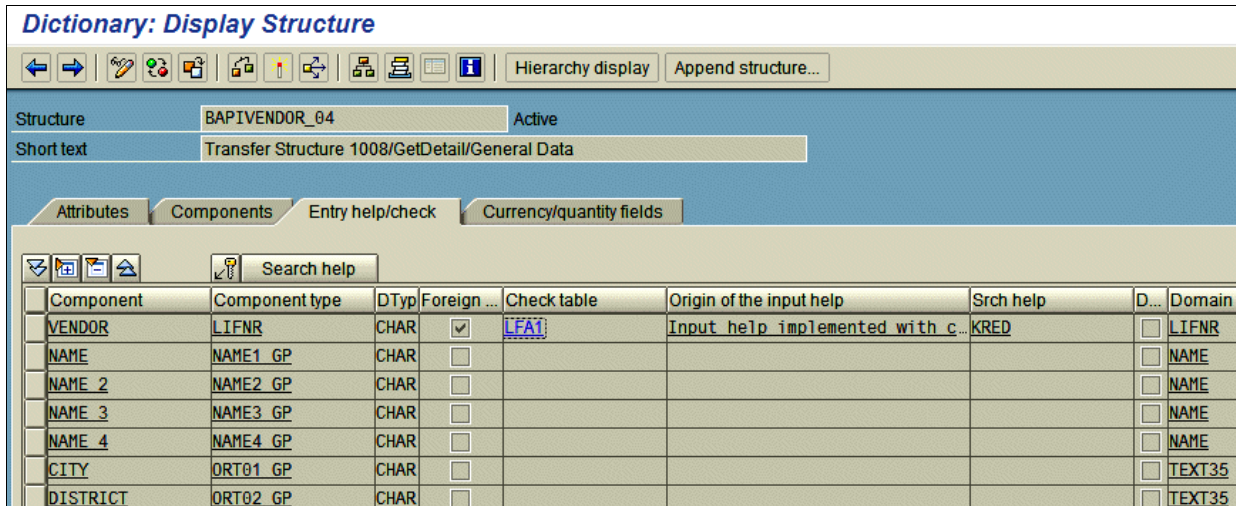 Dictionary: Display Structure
Hierarchy display Append structure...
Structure BAPIVENDOR_04 Active
Short text Transfer Structure 1008/GetDetail/General Data
Attributes Components Entry help/check Currency/quantity fields
Search help
Component Component type DTyp Foreign ... Check table Origin of the input help Srch help D... Domain
VENDOR LIFNR CHAR LFA1 Input help implemented with c... KRED LIFNR
NAME NAME1_GP CHAR NAME
NAME_2 NAME2_GP CHAR NAME
NAME_3 NAME3_GP CHAR NAME
NAME_4 NAME4_GP CHAR NAME
CITY ORT01_GP CHAR TEXT35
DISTRICT ORT02_GP CHAR TEXT35